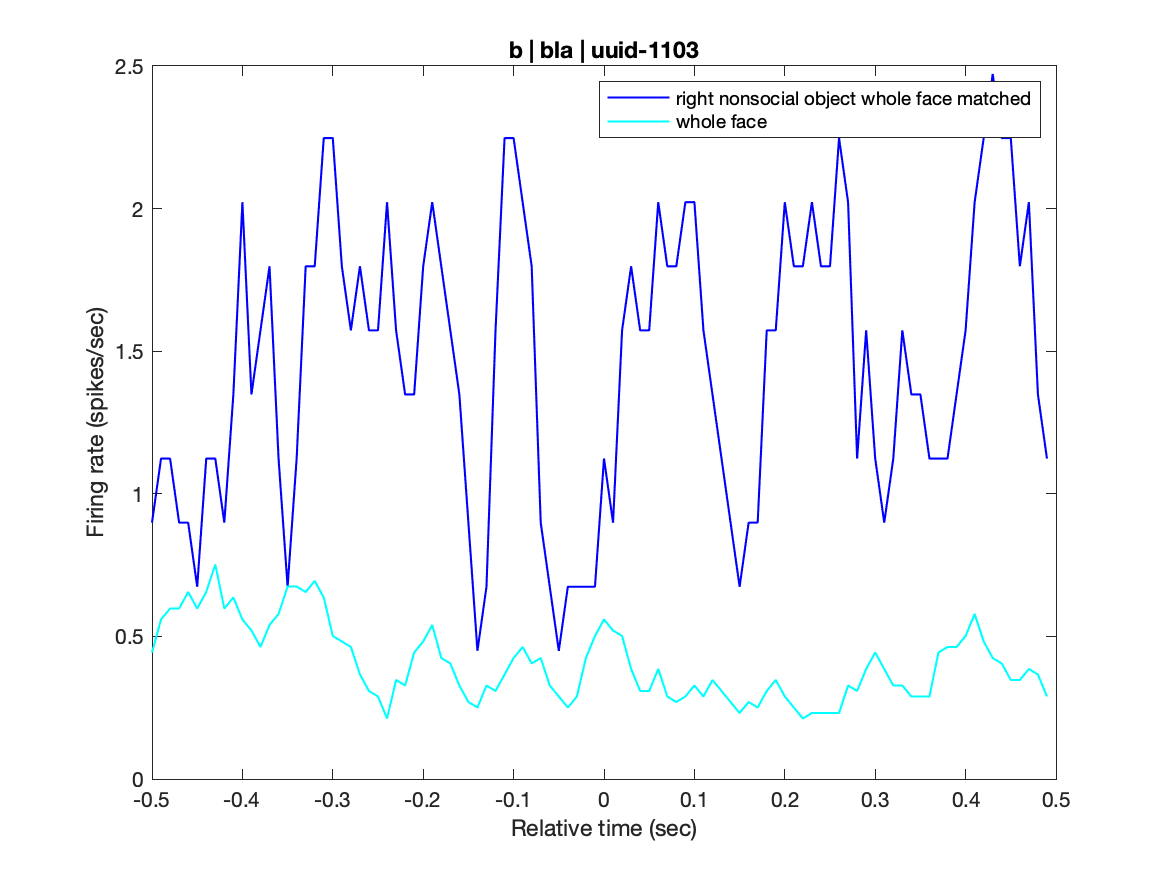 b | bla | uuid-1103
right nonsocial object whole face matched
whole face
Firing rate (spikes/sec)
2.5
2
1.5
1
0.5
0
-0.5 -0.4 -0.3 -0.2 -0.1 0 0.1 0.2 0.3 0.4 0.5
Relative time (sec)